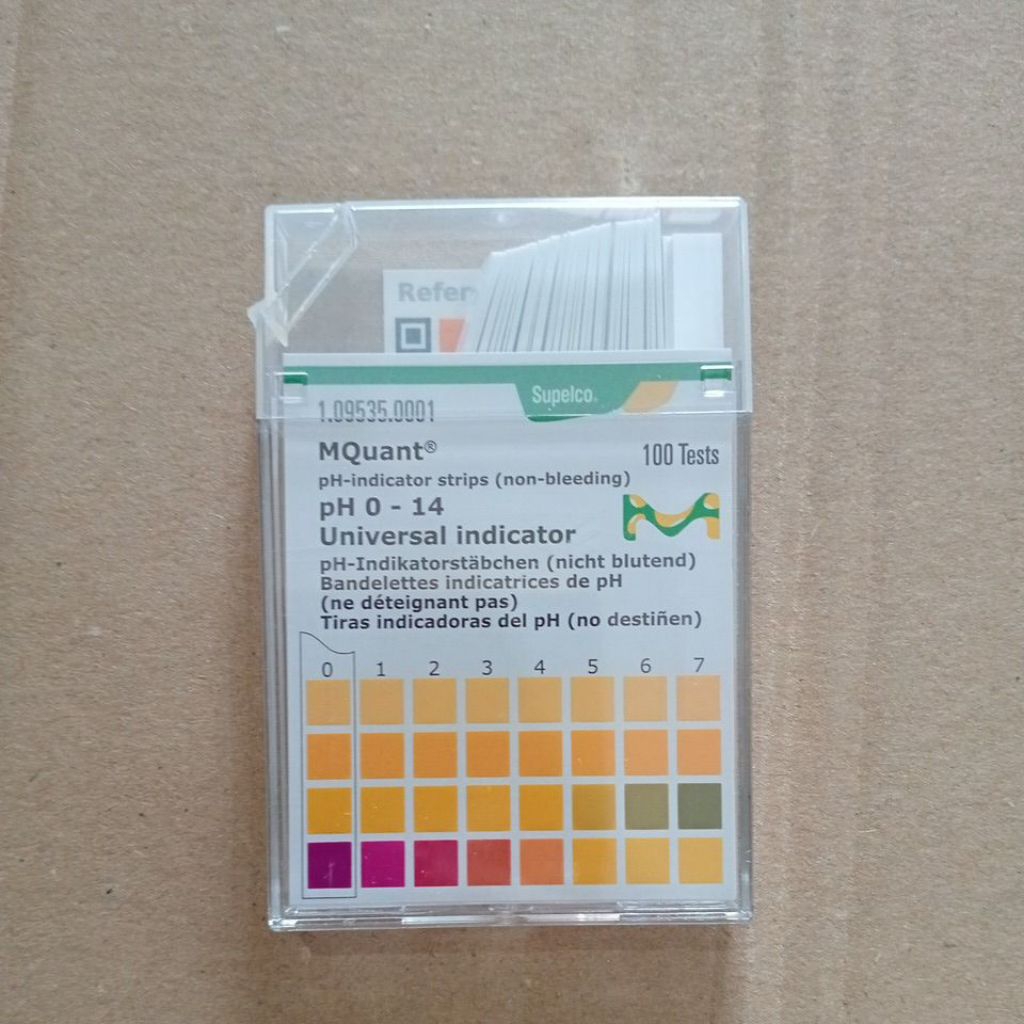 Refer
Supelco®
1.09535.0001
MQuant®
100 Tests
pH-indicator strips (non-bleeding)
pH 0 - 14
Universal indicator
pH-Indikatorstäbchen (nicht blutend)
Bandelettes indicatrices de pH
(ne déteignant pas)
Tiras indicadoras del pH (no destiñen)
0 1 2 3 4 5 6 7